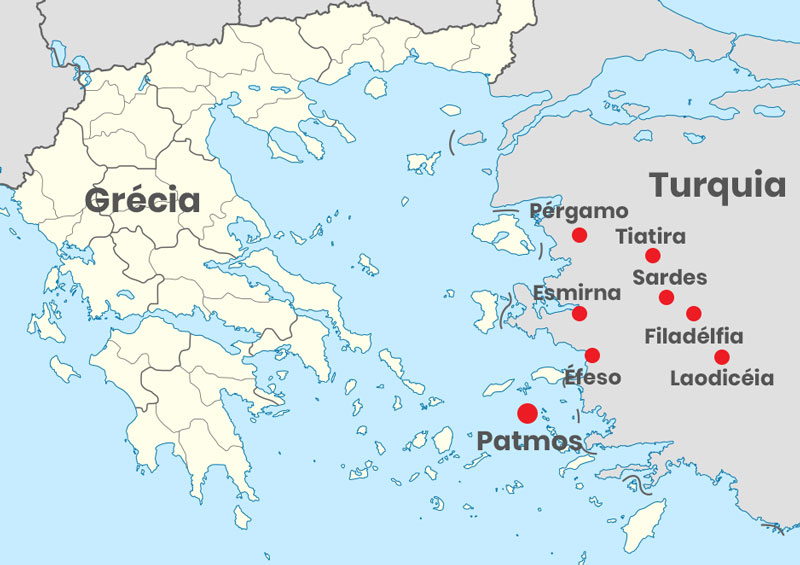 Grécia
Turquia
Pérgamo
Tiatira
Sardes
Esmirna
Filadélfia
Éfeso
Laodicéia
Patmos